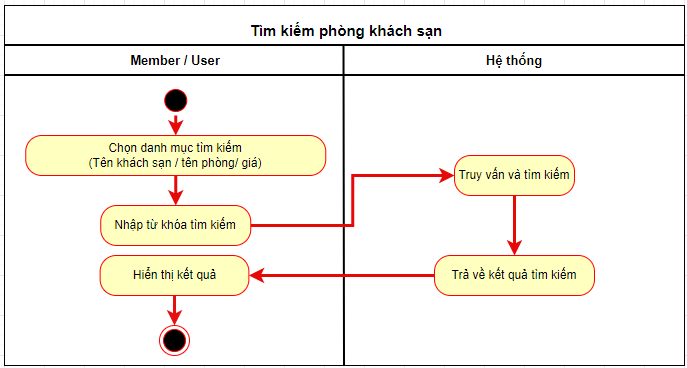 Tìm kiếm phòng khách sạn
Member / User
Hệ thống
Chọn danh mục tìm kiếm
(Tên khách sạn / tên phòng/ giá)
Truy vấn và tìm kiếm
Nhập từ khóa tìm kiếm
Hiển thị kết quả
Trả về kết quả tìm kiếm